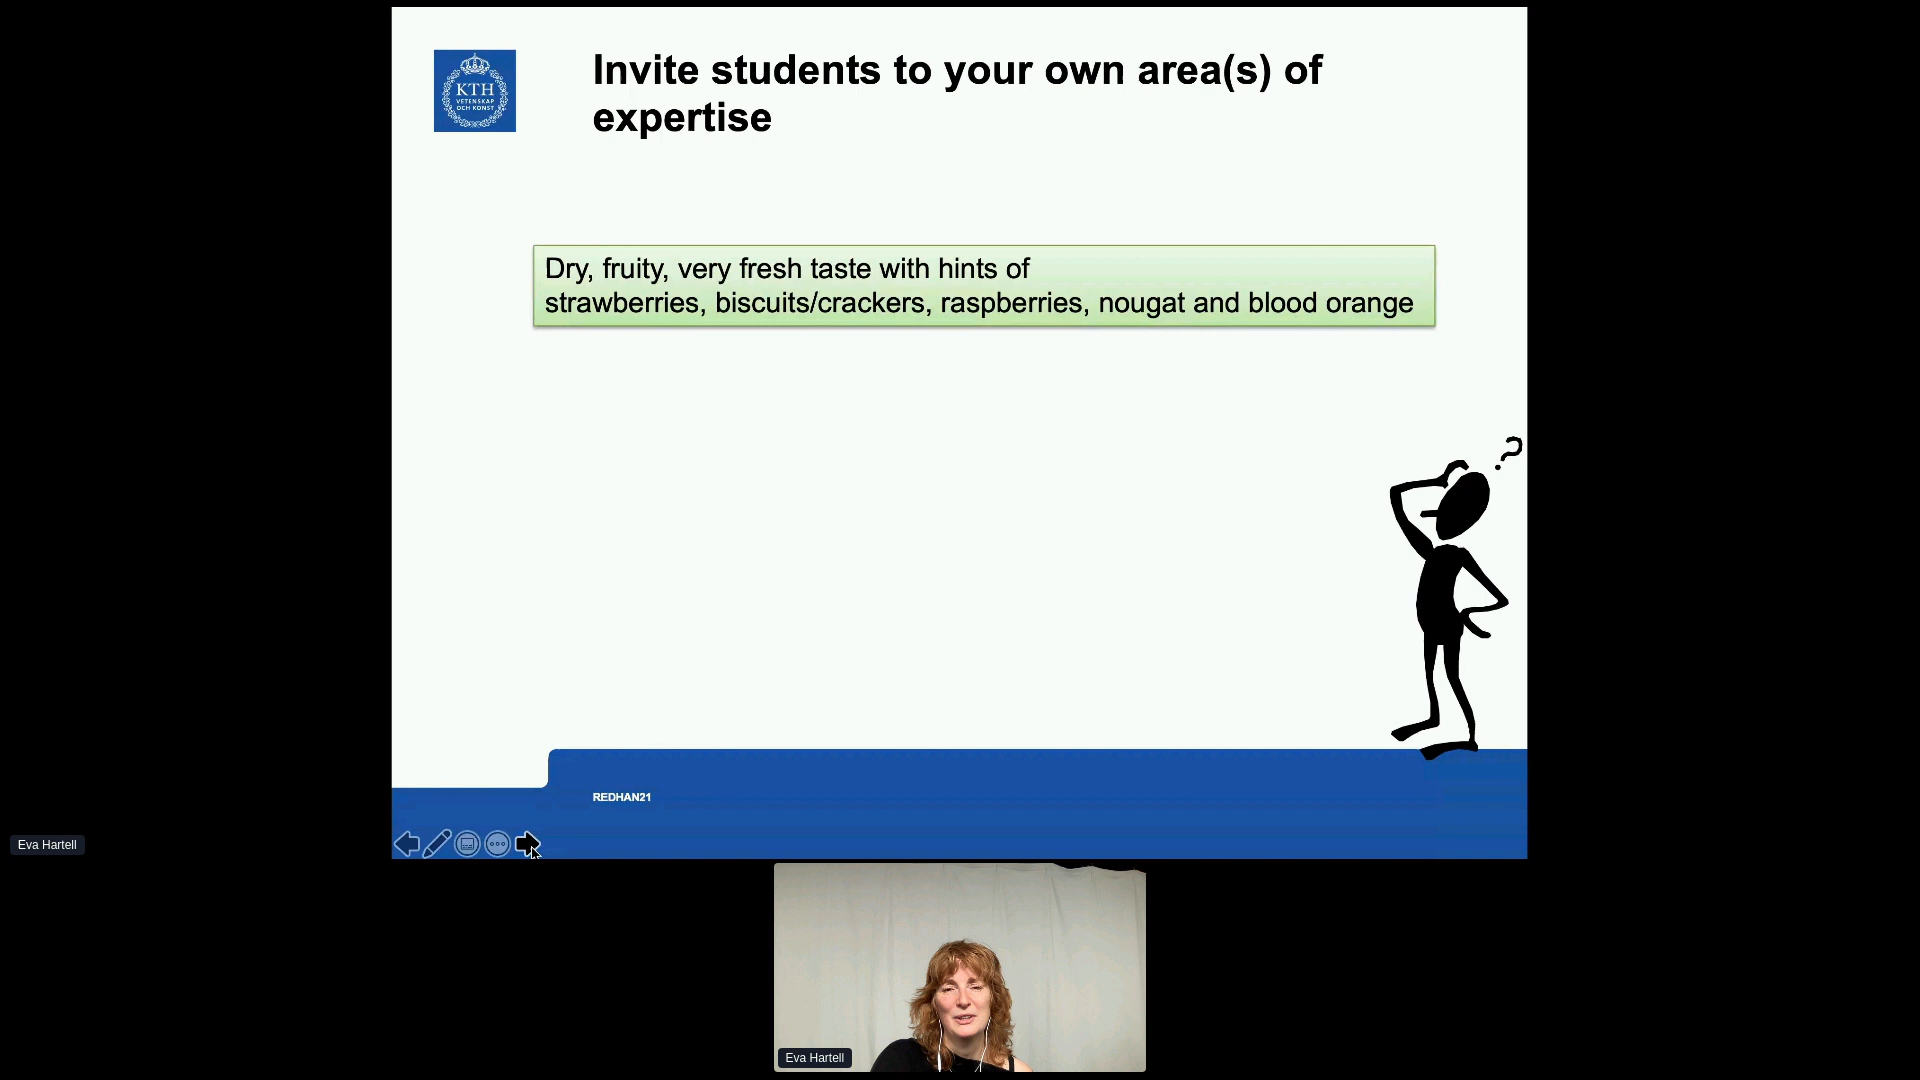 KTH
VETENSKAP
OCH KONST
Invite students to your own area(s) of
expertise
Dry, fruity, very fresh taste with hints of
strawberries, biscuits/crackers, raspberries, nougat and blood orange
?
REDHAN21
Eva Hartell
Eva Hartell